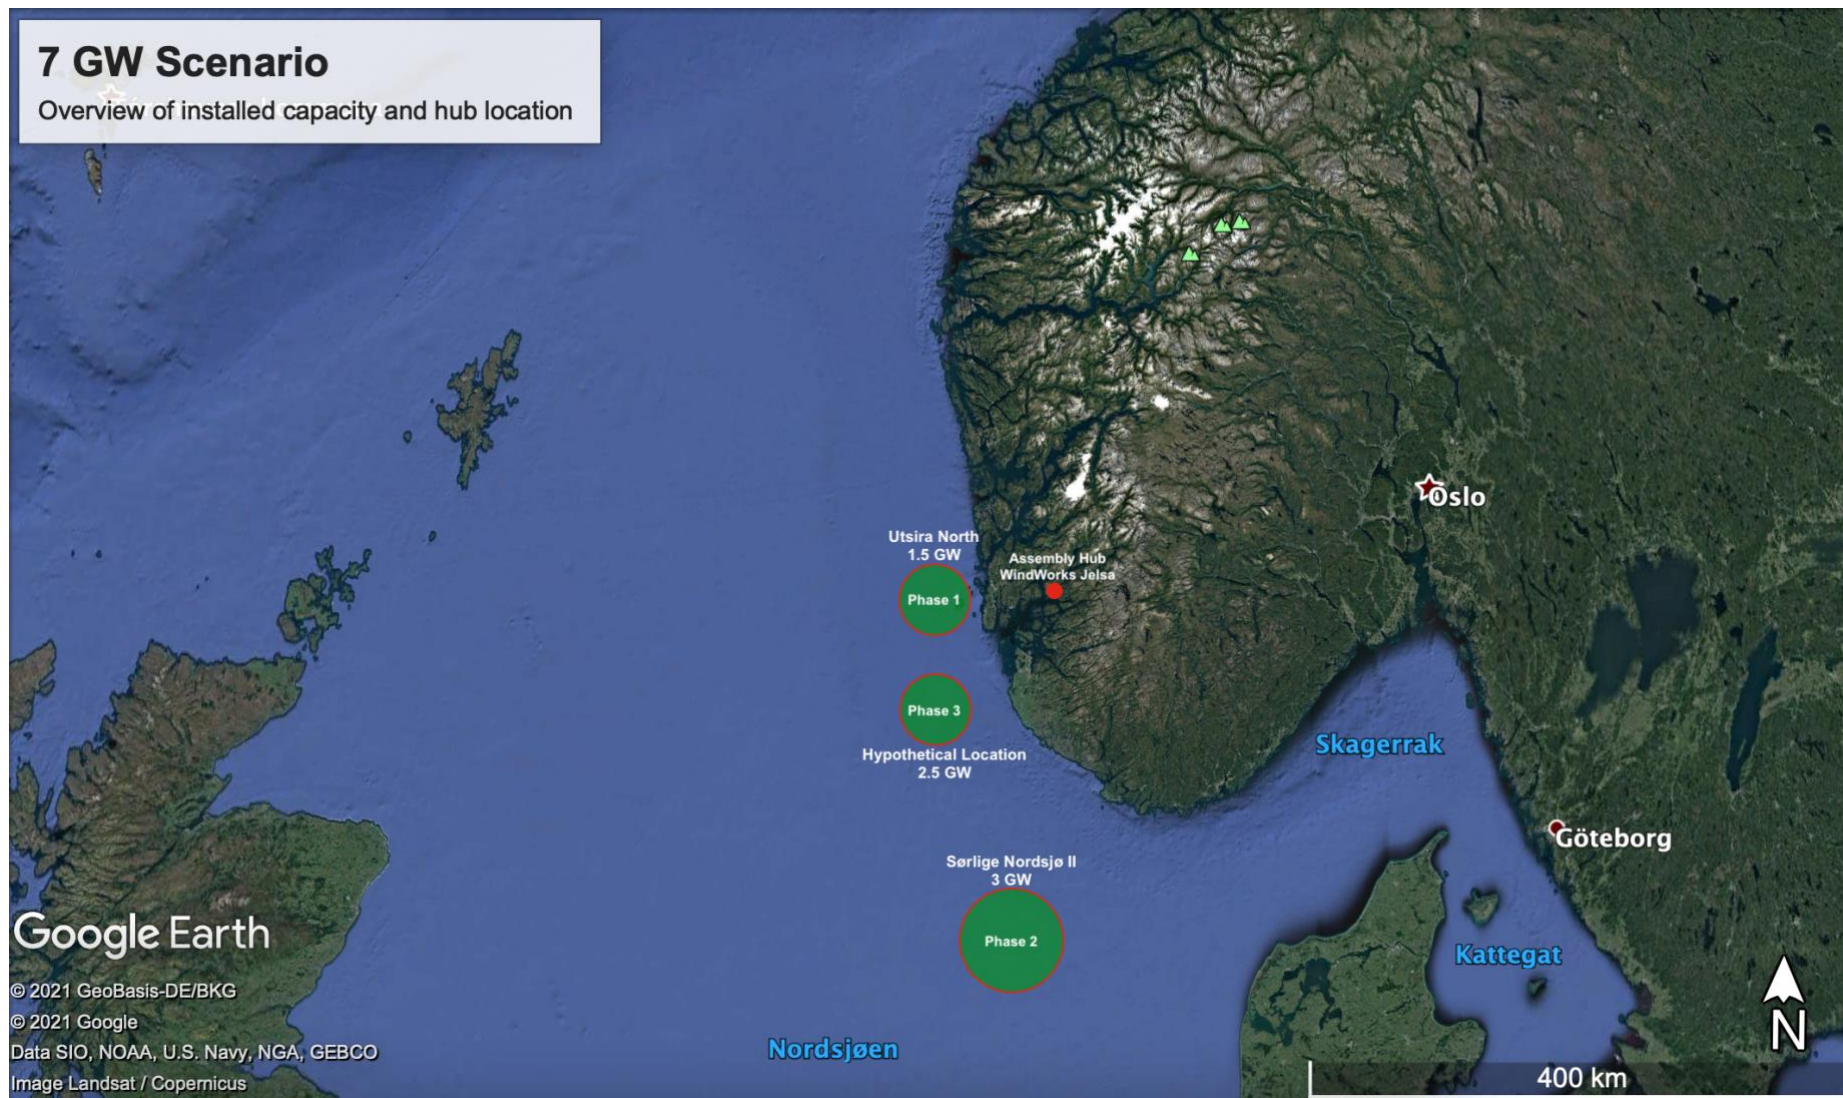 7 GW Scenario
Overview of installed capacity and hub location
Utsira North
1.5 GW
Phase 1
Assembly Hub
WindWorks Jelsa
Oslo
Phase 3
Hypothetical Location
2.5 GW
Skagerrak
Göteborg
Sørlige Nordsjø II
3 GW
Phase 2
Kattegat
Google Earth
© 2021 GeoBasis-DE/BKG
© 2021 Google
Data SIO, NOAA, U.S. Navy, NGA, GEBCO
Image Landsat / Copernicus
Nordsjøen
N
400 km